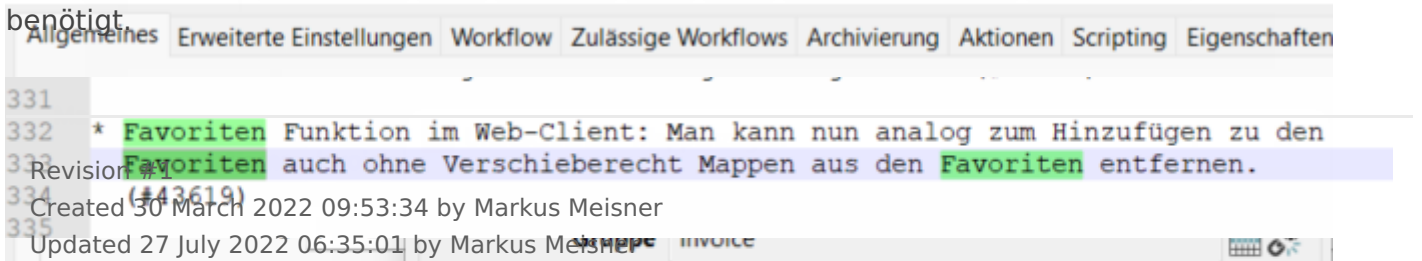 benötigt.
Allgemeines Erweiterte Einstellungen Workflow Zulässige Workflows Archivierung Aktionen Scripting Eigenschaften
331
332 * Favoriten Funktion im Web-Client: Man kann nun analog zum Hinzufügen zu den
333 Favoriten auch ohne Verschieberecht Mappen aus den Favoriten entfernen.
Revision #1
334 (#43619)
Created 30 March 2022 09:53:34 by Markus Meisner
335
Updated 27 July 2022 06:35:01 by Markus Meisner
Gruppe Invoice